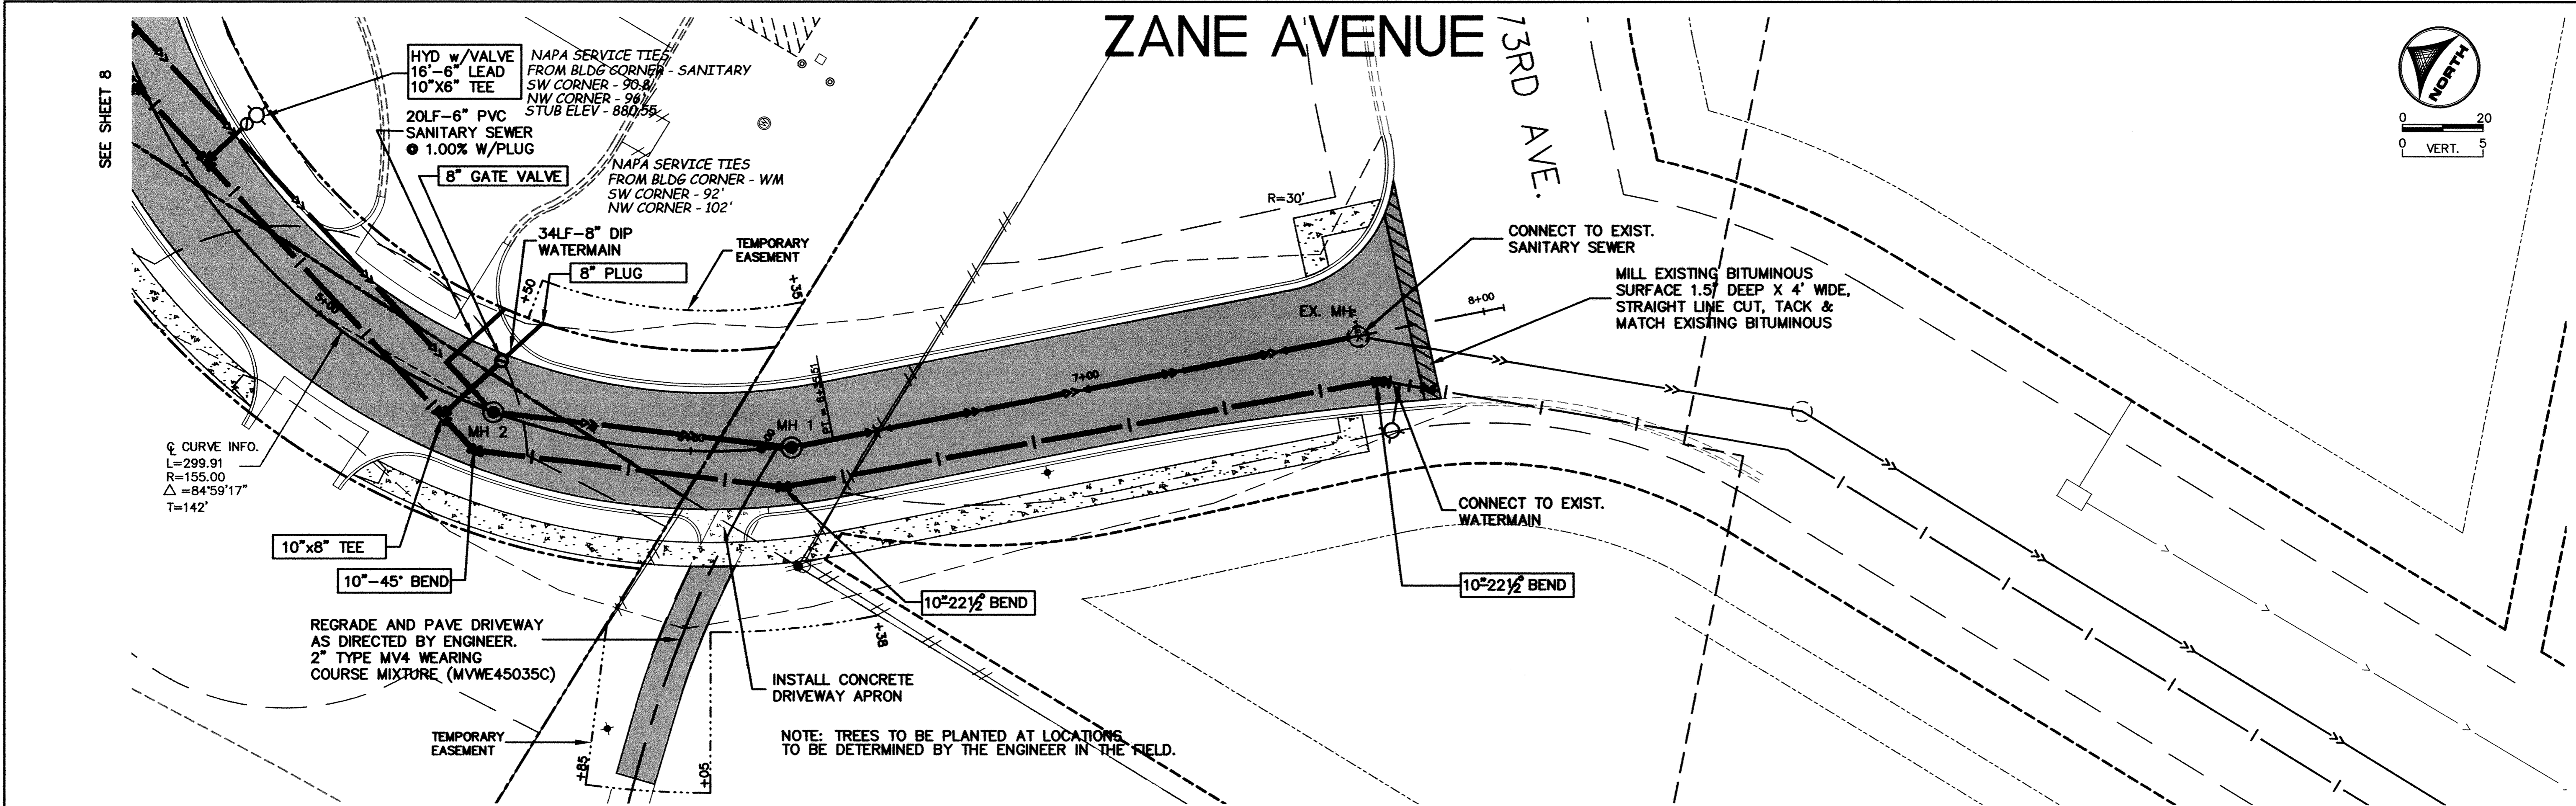 ZANE AVENUE
73RD AVE.
NORTH
0 20
0 5
VERT.
SEE SHEET 8
HYD w/VALVE
16'-6" LEAD
10"X6" TEE
NAPA SERVICE TIES
FROM BLDG CORNER - SANITARY
SW CORNER - 90.8
NW CORNER - 96'
STUB ELEV - 880.55
20LF-6" PVC
SANITARY SEWER
@ 1.00% W/PLUG
8" GATE VALVE
NAPA SERVICE TIES
FROM BLDG CORNER - WM
SW CORNER - 92'
NW CORNER - 102'
34LF-8" DIP
WATERMAIN
8" PLUG
TEMPORARY
EASEMENT
+50
+35
R=30'
CONNECT TO EXIST.
SANITARY SEWER
MILL EXISTING BITUMINOUS
SURFACE 1.5" DEEP X 4' WIDE,
STRAIGHT LINE CUT, TACK &
MATCH EXISTING BITUMINOUS
8+00
EX. MH
7+00
5+00
MH 2
MH 1
℄ CURVE INFO.
L=299.91
R=155.00
△ =84°59'17"
T=142'
10"x8" TEE
10"-45° BEND
10"-22½° BEND
CONNECT TO EXIST.
WATERMAIN
10"-22½° BEND
REGRADE AND PAVE DRIVEWAY
AS DIRECTED BY ENGINEER.
2" TYPE MV4 WEARING
COURSE MIXTURE (MVWE45035C)
+38
INSTALL CONCRETE
DRIVEWAY APRON
TEMPORARY
EASEMENT
+85
+05
NOTE: TREES TO BE PLANTED AT LOCATIONS
TO BE DETERMINED BY THE ENGINEER IN THE FIELD.